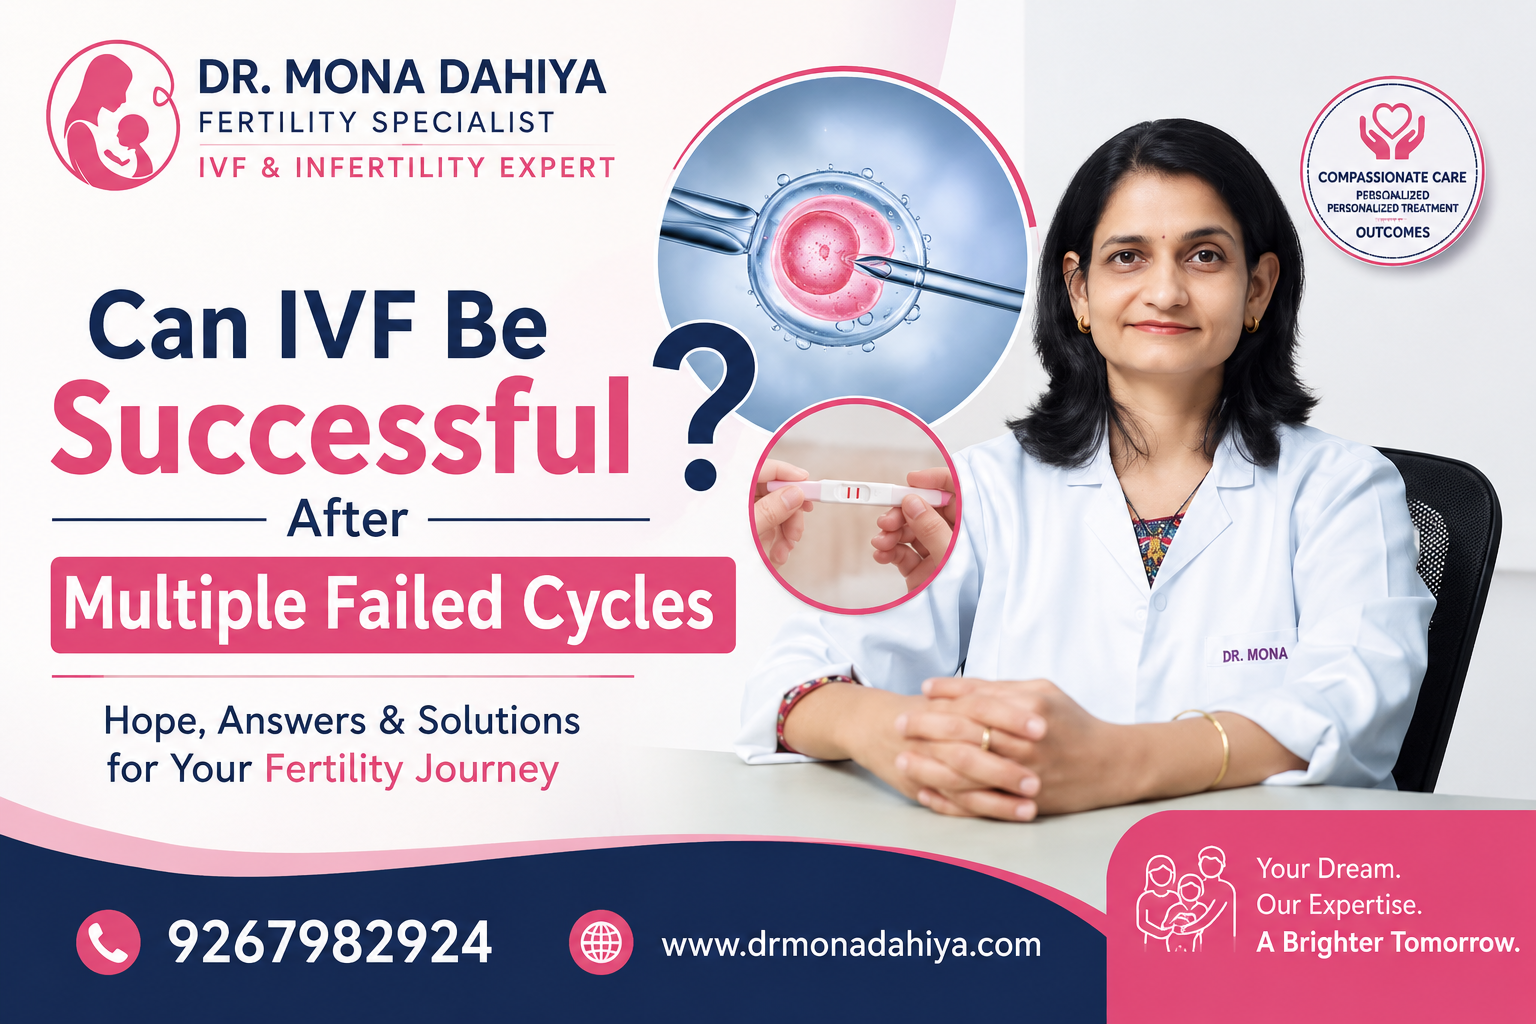 DR. MONA DAHIYA
FERTILITY SPECIALIST
IVF & INFERTILITY EXPERT
COMPASSIONATE CARE
PERSONALIZED
PERSONALIZED TREATMENT
OUTCOMES
Can IVF Be
Successful?
After
Multiple Failed Cycles
Hope, Answers & Solutions
for Your Fertility Journey
DR. MONA
9267982924
www.drmonadahiya.com
Your Dream.
Our Expertise.
A Brighter Tomorrow.